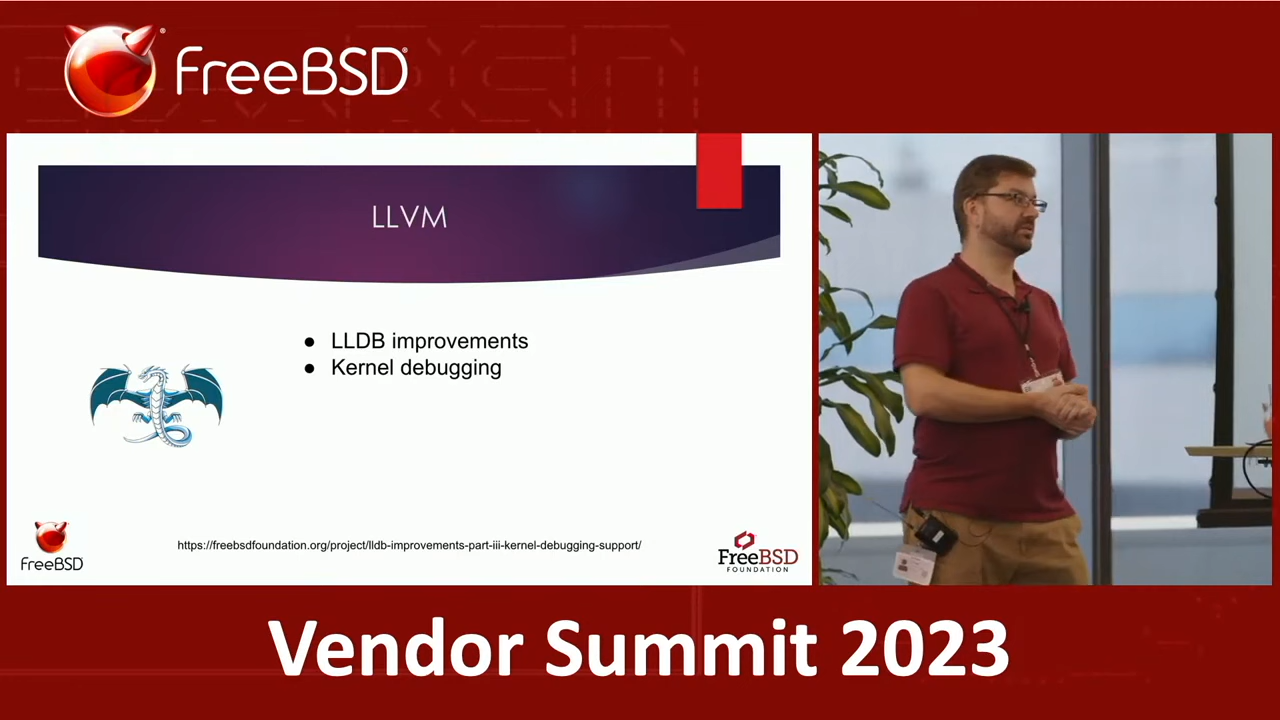 FreeBSD®
LLVM
● LLDB improvements
● Kernel debugging
https://freebsdfoundation.org/project/lldb-improvements-part-iii-kernel-debugging-support/
FreeBSD
FreeBSD
FOUNDATION
Vendor Summit 2023